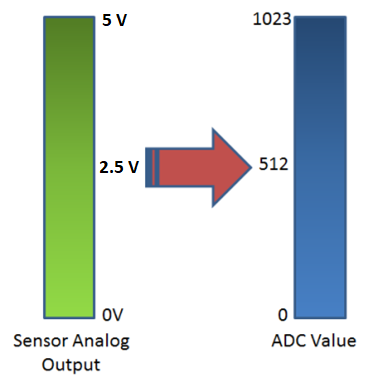 5 V
1023
2.5 V
512
0V
0
Sensor Analog
Output
ADC Value